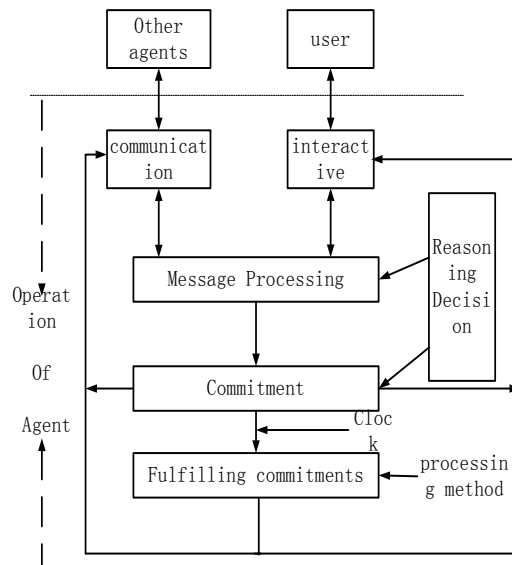 Other
agents
user
communicat
ion
interact
ive
Reason
ing
Decisi
on
Message Processing
Operat
ion
Of
Agent
Commitment
Cloc
k
Fulfilling commitments
processin
g method